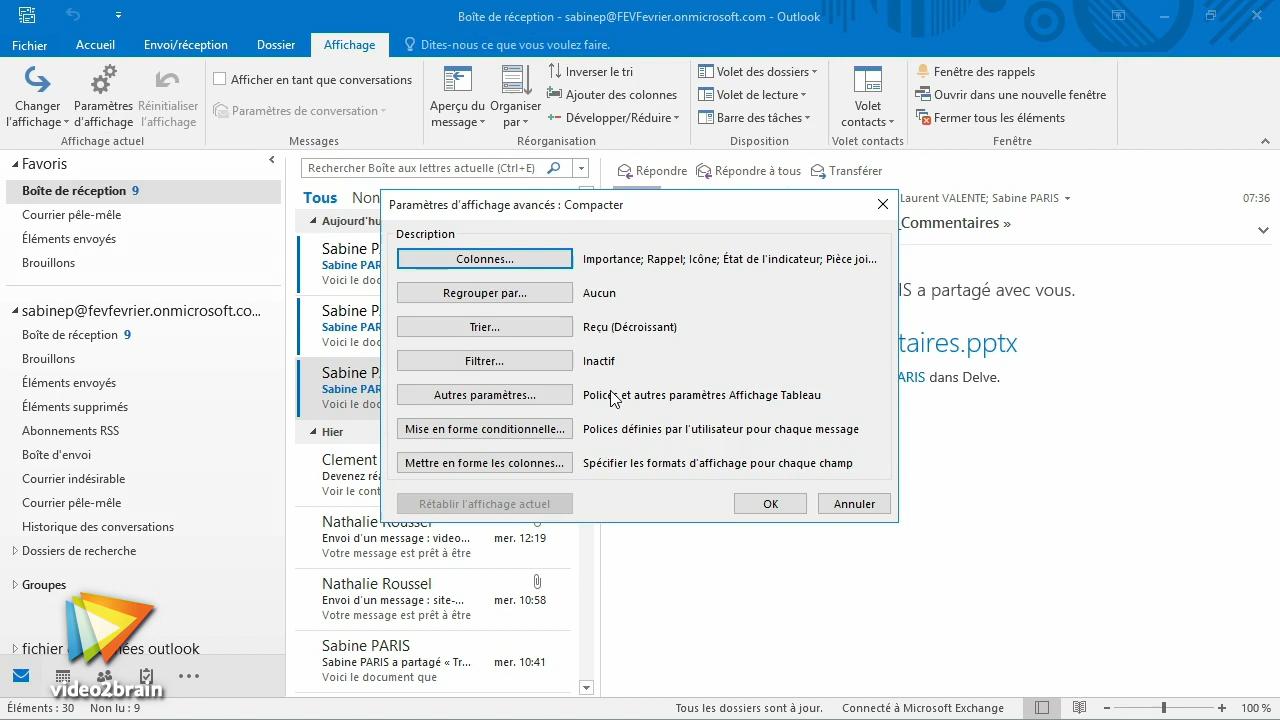 Boîte de réception - sabinep@FEVFevrier.onmicrosoft.com - Outlook
Fichier Accueil Envoi/réception Dossier Affichage Dites-nous ce que vous voulez faire.
Changer l'affichage
Paramètres d'affichage
Réinitialiser l'affichage
Affichage actuel
Afficher en tant que conversations
Paramètres de conversation
Messages
Aperçu du message
Organiser par
Inverser le tri
Ajouter des colonnes
Développer/Réduire
Réorganisation
Volet des dossiers
Volet de lecture
Barre des tâches
Disposition
Volet contacts
Volet contacts
Fenêtre des rappels
Ouvrir dans une nouvelle fenêtre
Fermer tous les éléments
Fenêtre
Favoris
Boîte de réception 9
Courrier pêle-mêle
Éléments envoyés
Brouillons
sabinep@fevfevrier.onmicrosoft.co...
Boîte de réception 9
Brouillons
Éléments envoyés
Éléments supprimés
Abonnements RSS
Boîte d'envoi
Courrier indésirable
Courrier pêle-mêle
Historique des conversations
Dossiers de recherche
Groupes
fichier
outlook
video2brain
Rechercher Boîte aux lettres actuelle (Ctrl+E)
Tous Non
Aujourd'hu
Sabine P
Sabine PAR
Voici le doc
Sabine P
Sabine PAR
Voici le doc
Sabine P
Sabine PAR
Voici le doc
Hier
Clement
Devenez réa
Voir le cont
Nathalie Roussel
Envoi d'un message : video... mer. 12:19
Votre message est prêt à être
Nathalie Roussel
Envoi d'un message : site-... mer. 10:58
Votre message est prêt à être
Sabine PARIS
Sabine PARIS a partagé « Tr... mer. 10:41
Voici le document que
Répondre Répondre à tous Transférer
Laurent VALENTE; Sabine PARIS 07:36
_Commentaires »
IS a partagé avec vous.
taires.pptx
ARIS dans Delve.
Paramètres d'affichage avancés : Compacter
Description
Colonnes... Importance; Rappel; Icône; État de l'indicateur; Pièce joi...
Regrouper par... Aucun
Trier... Reçu (Décroissant)
Filtrer... Inactif
Autres paramètres... Polices et autres paramètres Affichage Tableau
Mise en forme conditionnelle... Polices définies par l'utilisateur pour chaque message
Mettre en forme les colonnes... Spécifier les formats d'affichage pour chaque champ
Rétablir l'affichage actuel OK Annuler
Éléments : 30 Non lu : 9 Tous les dossiers sont à jour. Connecté à Microsoft Exchange 100 %